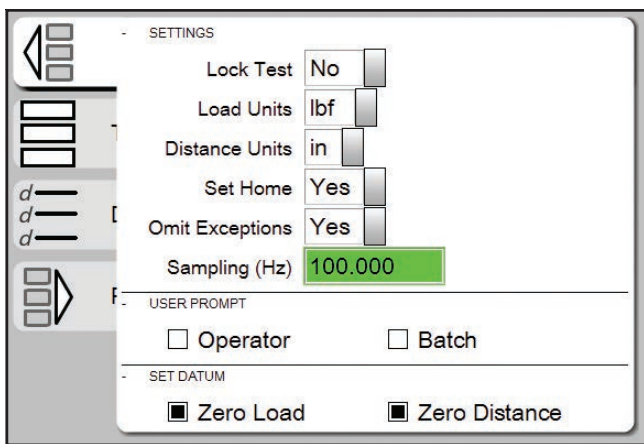 - SETTINGS
Lock Test No
Load Units lbf
Distance Units in
Set Home Yes
Omit Exceptions Yes
Sampling (Hz) 100.000
- USER PROMPT
Operator Batch
- SET DATUM
Zero Load Zero Distance
d
d
d